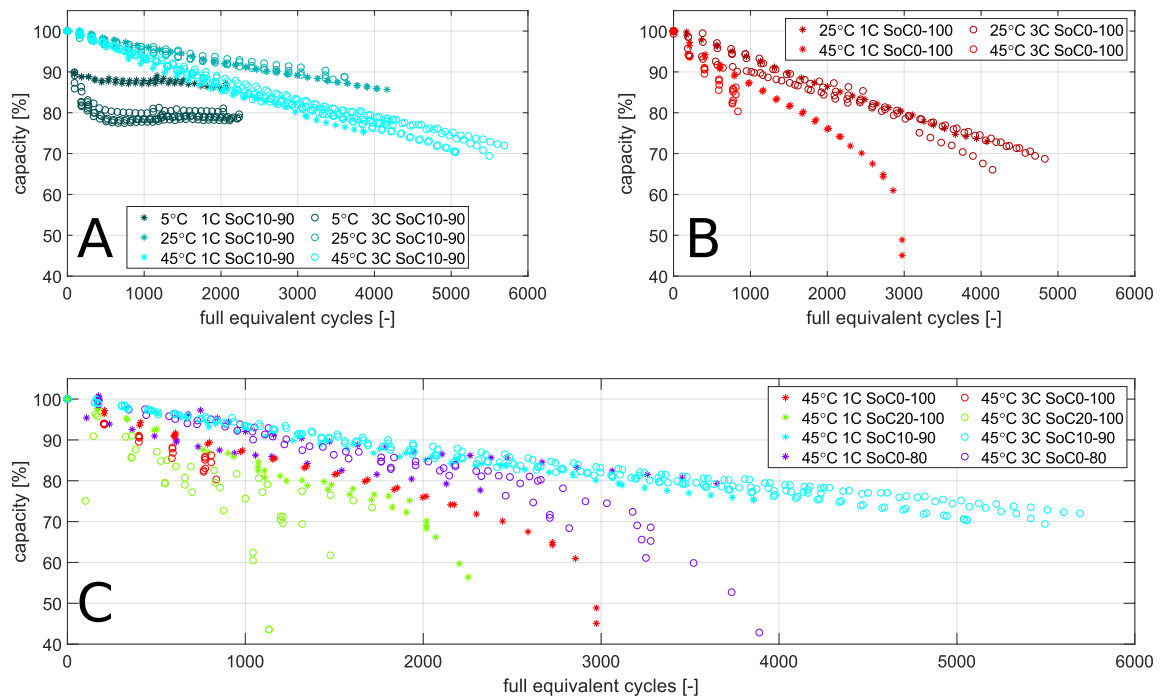 100
90
80
70
60
50
40
capacity [%]
A
5°C 1C SoC10-90
5°C 3C SoC10-90
25°C 1C SoC10-90
25°C 3C SoC10-90
45°C 1C SoC10-90
45°C 3C SoC10-90
0 1000 2000 3000 4000 5000 6000
full equivalent cycles [-]
100
90
80
70
60
50
40
capacity [%]
B
25°C 1C SoC0-100
25°C 3C SoC0-100
45°C 1C SoC0-100
45°C 3C SoC0-100
0 1000 2000 3000 4000 5000 6000
full equivalent cycles [-]
100
90
80
70
60
50
40
capacity [%]
C
45°C 1C SoC0-100
45°C 3C SoC0-100
45°C 1C SoC20-100
45°C 3C SoC20-100
45°C 1C SoC10-90
45°C 3C SoC10-90
45°C 1C SoC0-80
45°C 3C SoC0-80
0 1000 2000 3000 4000 5000 6000
full equivalent cycles [-]